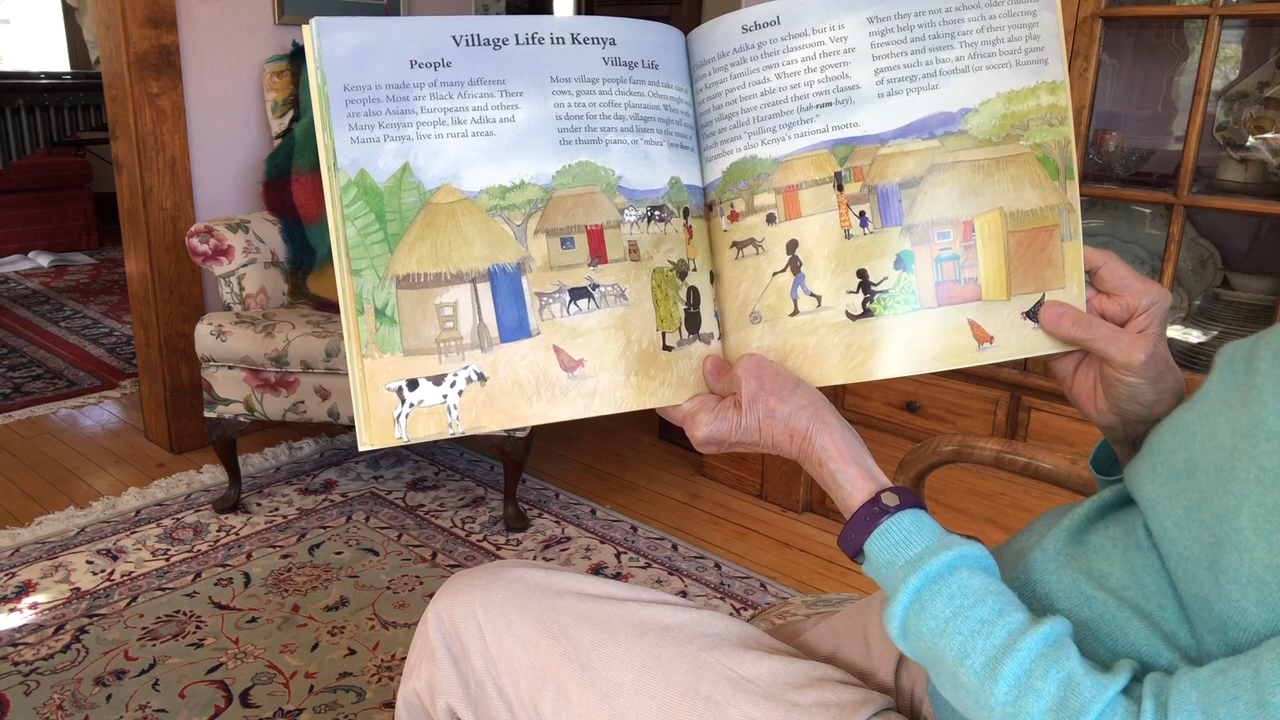 Village Life in Kenya
People
Kenya is made up of many different
peoples. Most are Black Africans. There
are also Asians, Europeans and others.
Many Kenyan people, like Adika and
Mama Panya, live in rural areas.
Village Life
Most village people farm and take care of
cows, goats and chickens. Others might work
on a tea or coffee plantation. When work
is done for the day, villagers might tell
under the stars and listen to the music of
the thumb piano, or "mbira"
School
Children like Adika go to school, but it is
often a long walk to their classroom. Very
few Kenyan families own cars and there are
not many paved roads. Where the govern-
ment has not been able to set up schools,
many villages have created their own classes.
These are called Harambee (hah-ram-bay),
which means "pulling together."
Harambee is also Kenya's national motto.
When they are not at school, older children
might help with chores such as collecting
firewood and taking care of their younger
brothers and sisters. They might also play
games such as bao, an African board game
of strategy, and football (or soccer). Running
is also popular.